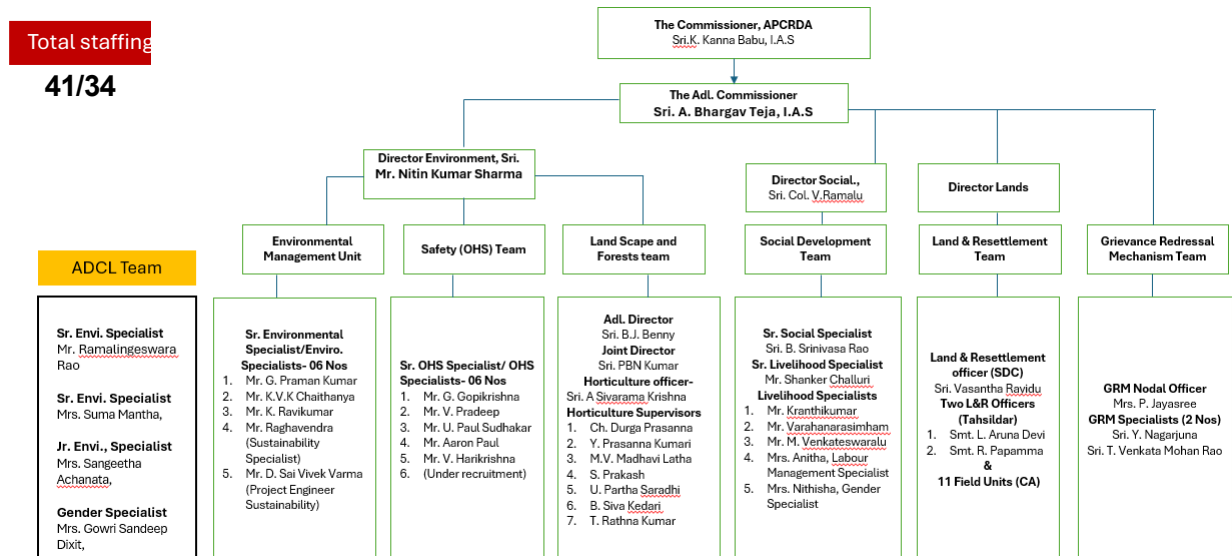 Total staffing
41/34
The Commissioner, APCRDA
Sri.K. Kanna Babu, I.A.S
The Adl. Commissioner
Sri. A. Bhargav Teja, I.A.S
Director Environment, Sri.
Mr. Nitin Kumar Sharma
Director Social.,
Sri. Col. V.Ramalu
Director Lands
Environmental
Management Unit
Safety (OHS) Team
Land Scape and
Forests team
Social Development
Team
Land & Resettlement
Team
Grievance Redressal
Mechanism Team
ADCL Team
Sr. Envi. Specialist
Mr. Ramalingeswara
Rao
Sr. Envi. Specialist
Mrs. Suma Mantha,
Jr. Envi., Specialist
Mrs. Sangeetha
Achanata,
Gender Specialist
Mrs. Gowri Sandeep
Dixit,
Sr. Environmental
Specialist/Enviro.
Specialists- 06 Nos
1. Mr. G. Praman Kumar
2. Mr. K.V.K Chaithanya
3. Mr. K. Ravikumar
4. Mr. Raghavendra
(Sustainability
Specialist)
5. Mr. D. Sai Vivek Varma
(Project Engineer
Sustainability)
Sr. OHS Specialist/ OHS
Specialists- 06 Nos
1. Mr. G. Gopikrishna
2. Mr. V. Pradeep
3. Mr. U. Paul Sudhakar
4. Mr. Aaron Paul
5. Mr. V. Harikrishna
6. (Under recruitment)
Adl. Director
Sri. B.J. Benny
Joint Director
Sri. PBN Kumar
Horticulture officer-
Sri. A Sivarama Krishna
Horticulture Supervisors
1. Ch. Durga Prasanna
2. Y. Prasanna Kumari
3. M.V. Madhavi Latha
4. S. Prakash
5. U. Partha Saradhi
6. B. Siva Kedari
7. T. Rathna Kumar
Sr. Social Specialist
Sri. B. Srinivasa Rao
Sr. Livelihood Specialist
Mr. Shanker Challuri
Livelihood Specialists
1. Mr. Kranthikumar
2. Mr. Varahanarasimham
3. Mr. M. Venkateswaralu
4. Mrs. Anitha, Labour
Management Specialist
5. Mrs. Nithisha, Gender
Specialist
Land & Resettlement
officer (SDC)
Sri. Vasantha Rayidu
Two L&R Officers
(Tahsildar)
1. Smt. L. Aruna Devi
2. Smt. R. Papamma
&
11 Field Units (CA)
GRM Nodal Officer
Mrs. P. Jayasree
GRM Specialists (2 Nos)
Sri. Y. Nagarjuna
Sri. T. Venkata Mohan Rao